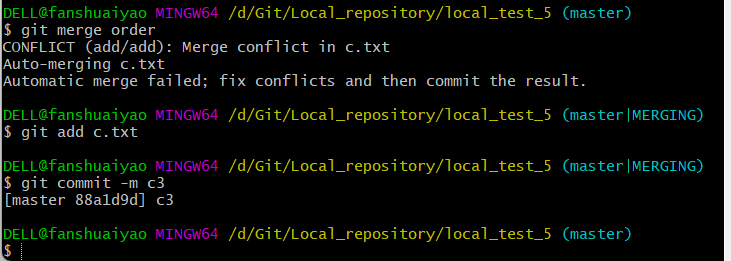 DELL@fanshuaiyao MINGW64 /d/Git/Local_repository/local_test_5 (master)
$ git merge order
CONFLICT (add/add): Merge conflict in c.txt
Auto-merging c.txt
Automatic merge failed; fix conflicts and then commit the result.
DELL@fanshuaiyao MINGW64 /d/Git/Local_repository/local_test_5 (master|MERGING)
$ git add c.txt
DELL@fanshuaiyao MINGW64 /d/Git/Local_repository/local_test_5 (master|MERGING)
$ git commit -m c3
[master 88a1d9d] c3
DELL@fanshuaiyao MINGW64 /d/Git/Local_repository/local_test_5 (master)
$